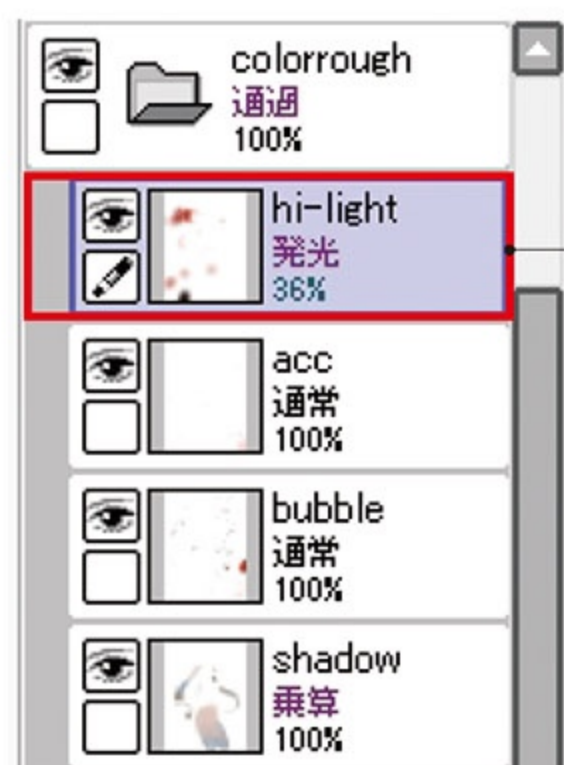 colorrough
通過
100%
hi-light
発光
36%
acc
通常
100%
bubble
通常
100%
shadow
乗算
100%